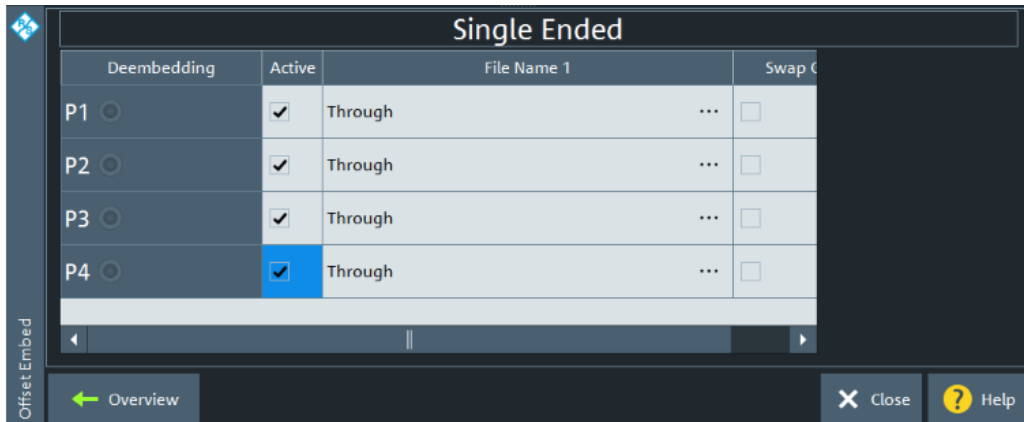 Single Ended
Deembedding Active File Name 1 Swap
P1 Through ...
P2 Through ...
P3 Through ...
P4 Through ...
Offset Embed
Overview Close ? Help